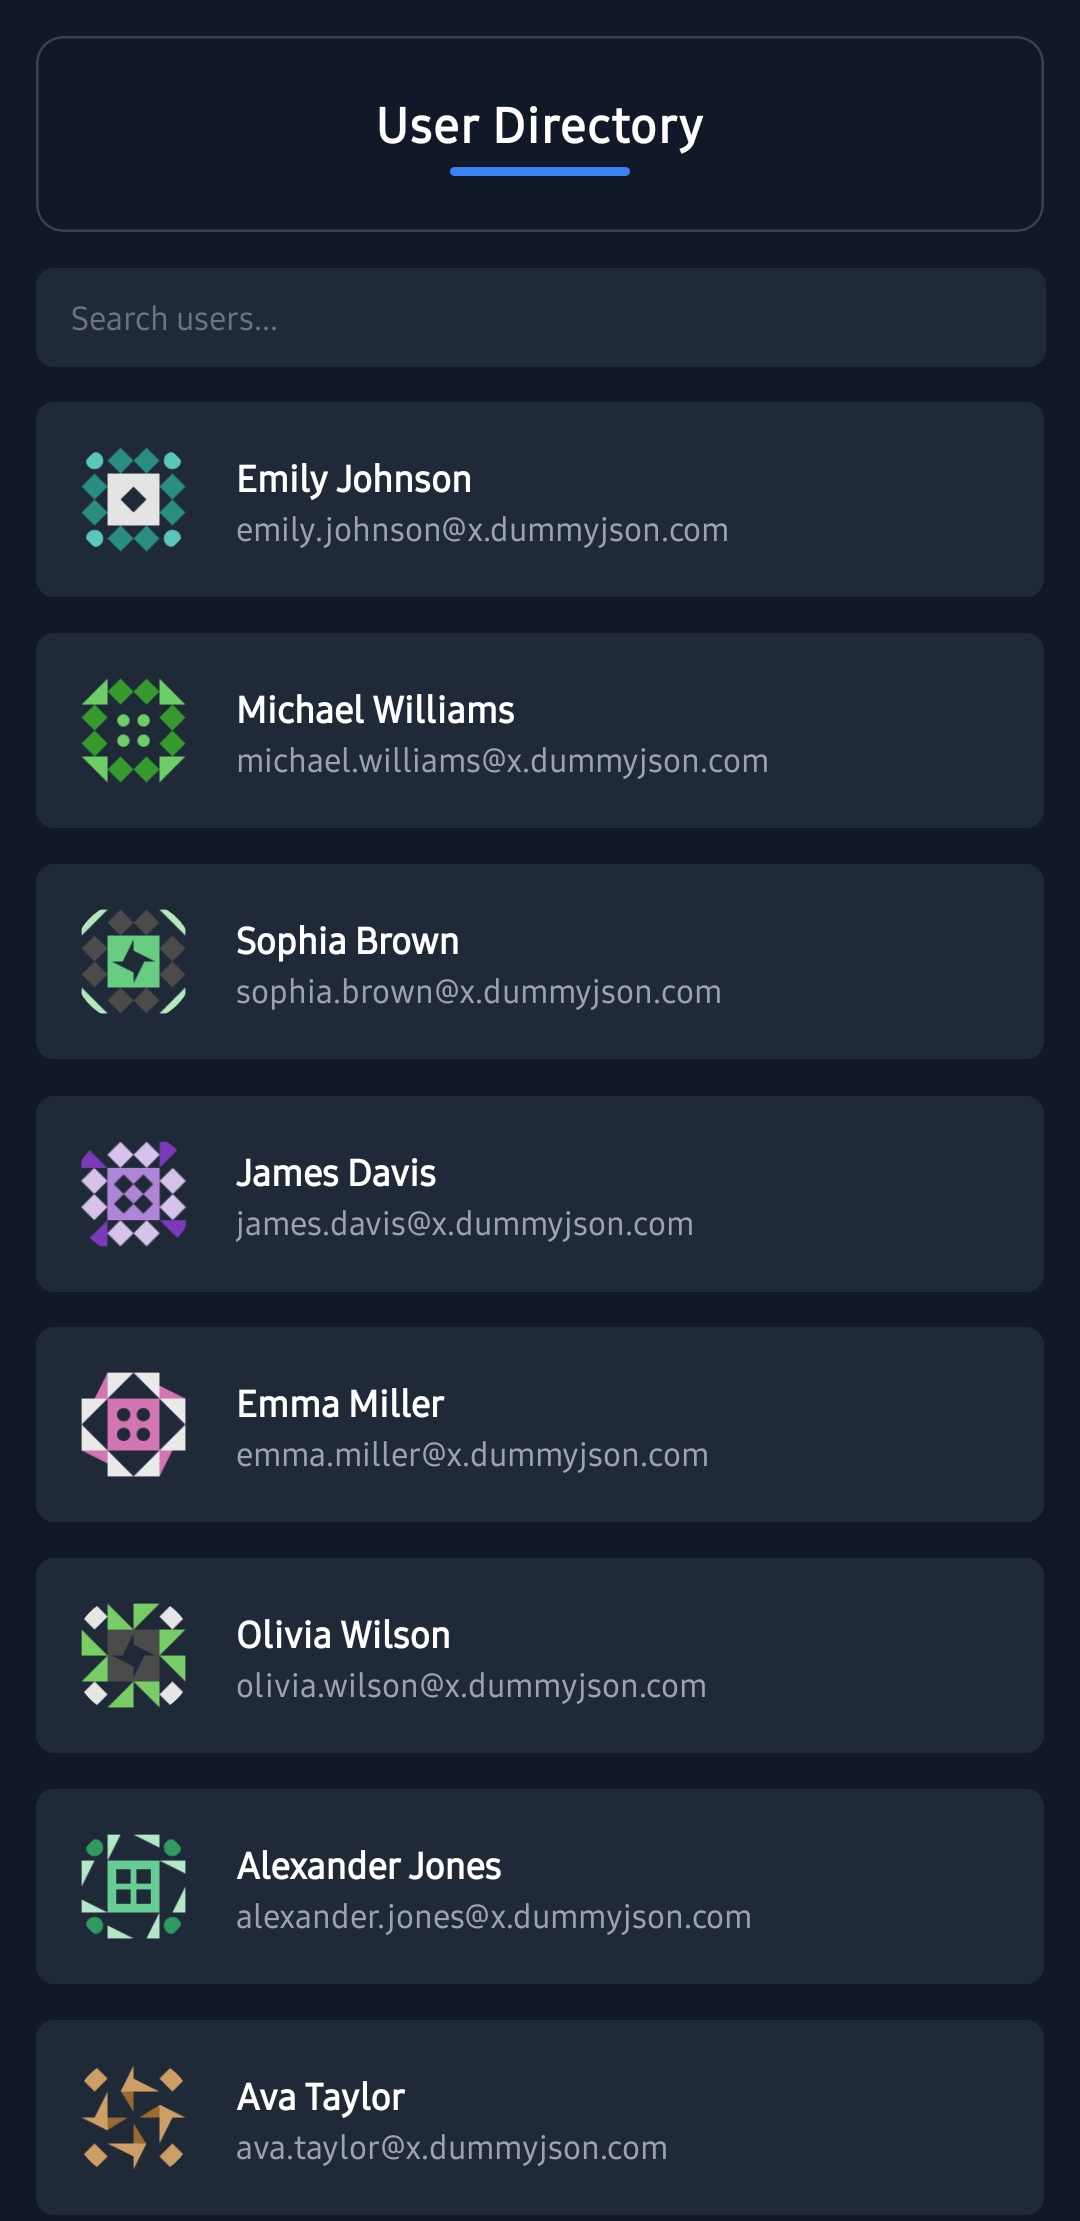 User Directory
Search users...
Emily Johnson
emily.johnson@x.dummyjson.com
Michael Williams
michael.williams@x.dummyjson.com
Sophia Brown
sophia.brown@x.dummyjson.com
James Davis
james.davis@x.dummyjson.com
Emma Miller
emma.miller@x.dummyjson.com
Olivia Wilson
olivia.wilson@x.dummyjson.com
Alexander Jones
alexander.jones@x.dummyjson.com
Ava Taylor
ava.taylor@x.dummyjson.com